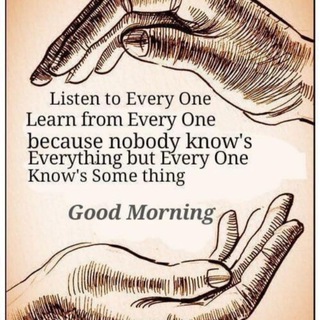 Listen to Every One
Learn from Every One
because nobody know's
Everything but Every One
Know's Some thing
Good Morning